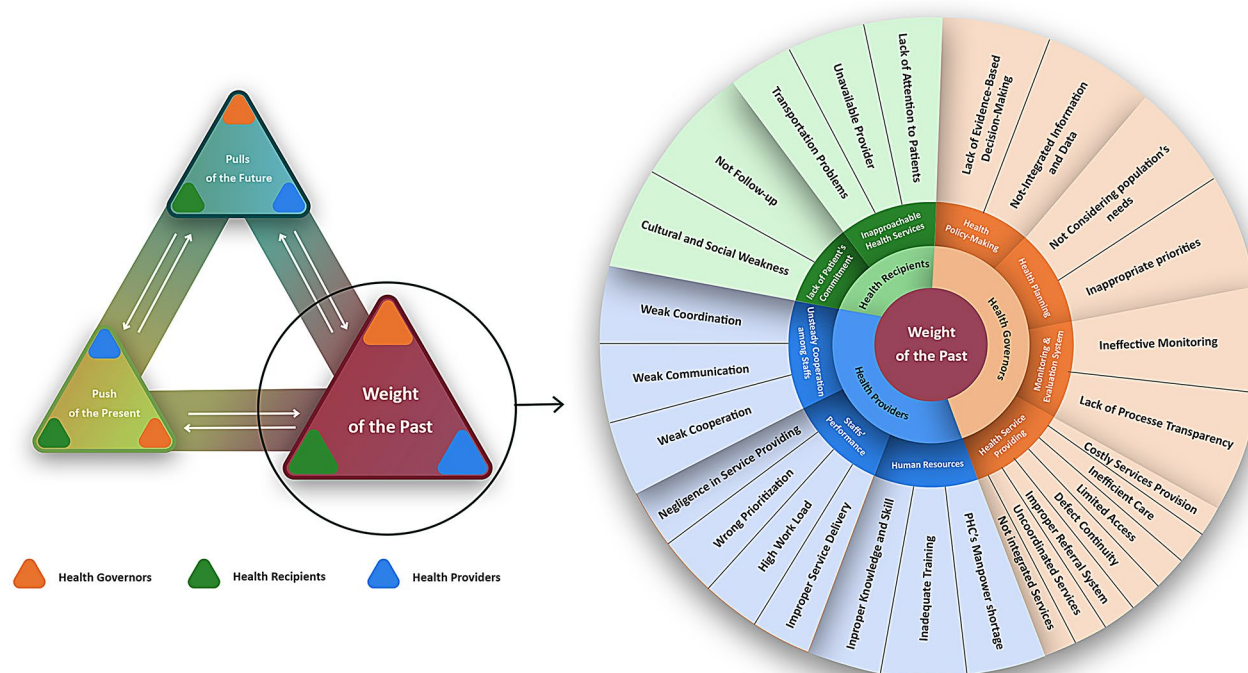 Pulls
of the Future
Push
of the Present
Weight
of the Past
Health Governors
Health Recipients
Health Providers
Weight
of the Past
Health Governors
Health Providers
Health Recipients
Health
Policy-Making
Health Planning
Monitoring &
Evaluation System
Health Service
Providing
Human Resources
Staffs'
Performance
Unsteady Cooperation
among Staffs
lack of Patient's
Commitment
Inapproachable
Health Services
Lack of Evidence-Based
Decision-Making
Not-Integrated Information
and Data
Not Considering population's
needs
Inappropriate priorities
Ineffective Monitoring
Lack of Processe Transparency
Costly Services Provision
Inefficient Care
Limited Access
Defect Continuity
Improper Referral System
Uncoordinated Services
Not integrated Services
PHC's Manpower shortage
Inadequate Training
Inproper Knowledge and Skill
Improper Service Delivery
High Work Load
Wrong Prioritization
Negligence in Service Providing
Weak Cooperation
Weak Communication
Weak Coordination
Cultural and Social Weakness
Not Follow-up
Transportation Problems
Unavailable Provider
Lack of Attention to Patients